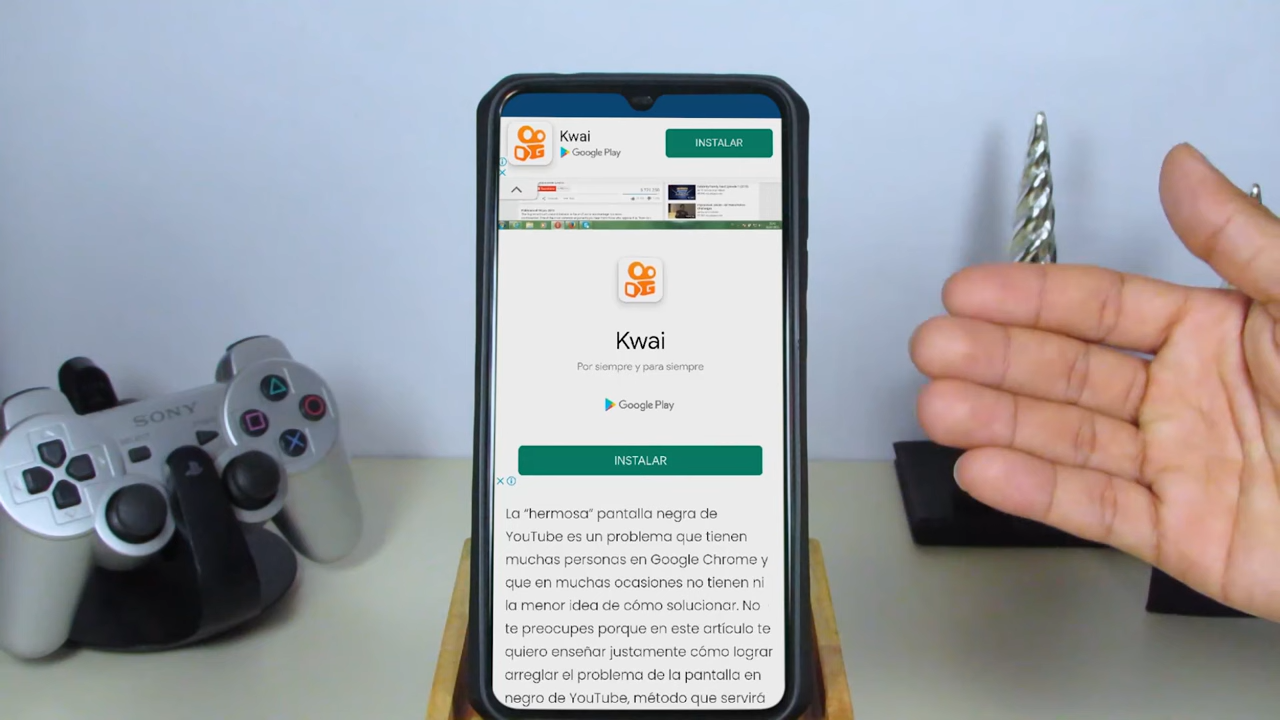 Kwai
Google Play
INSTALAR
Kwai
Por siempre y para siempre
Google Play
INSTALAR
La “hermosa” pantalla negra de
YouTube es un problema que tienen
muchas personas en Google Chrome y
que en muchas ocasiones no tienen ni
la menor idea de cómo solucionar. No
te preocupes porque en este artículo te
quiero enseñar justamente cómo lograr
arreglar el problema de la pantalla en
negro de YouTube, método que servirá
SONY
SELECT